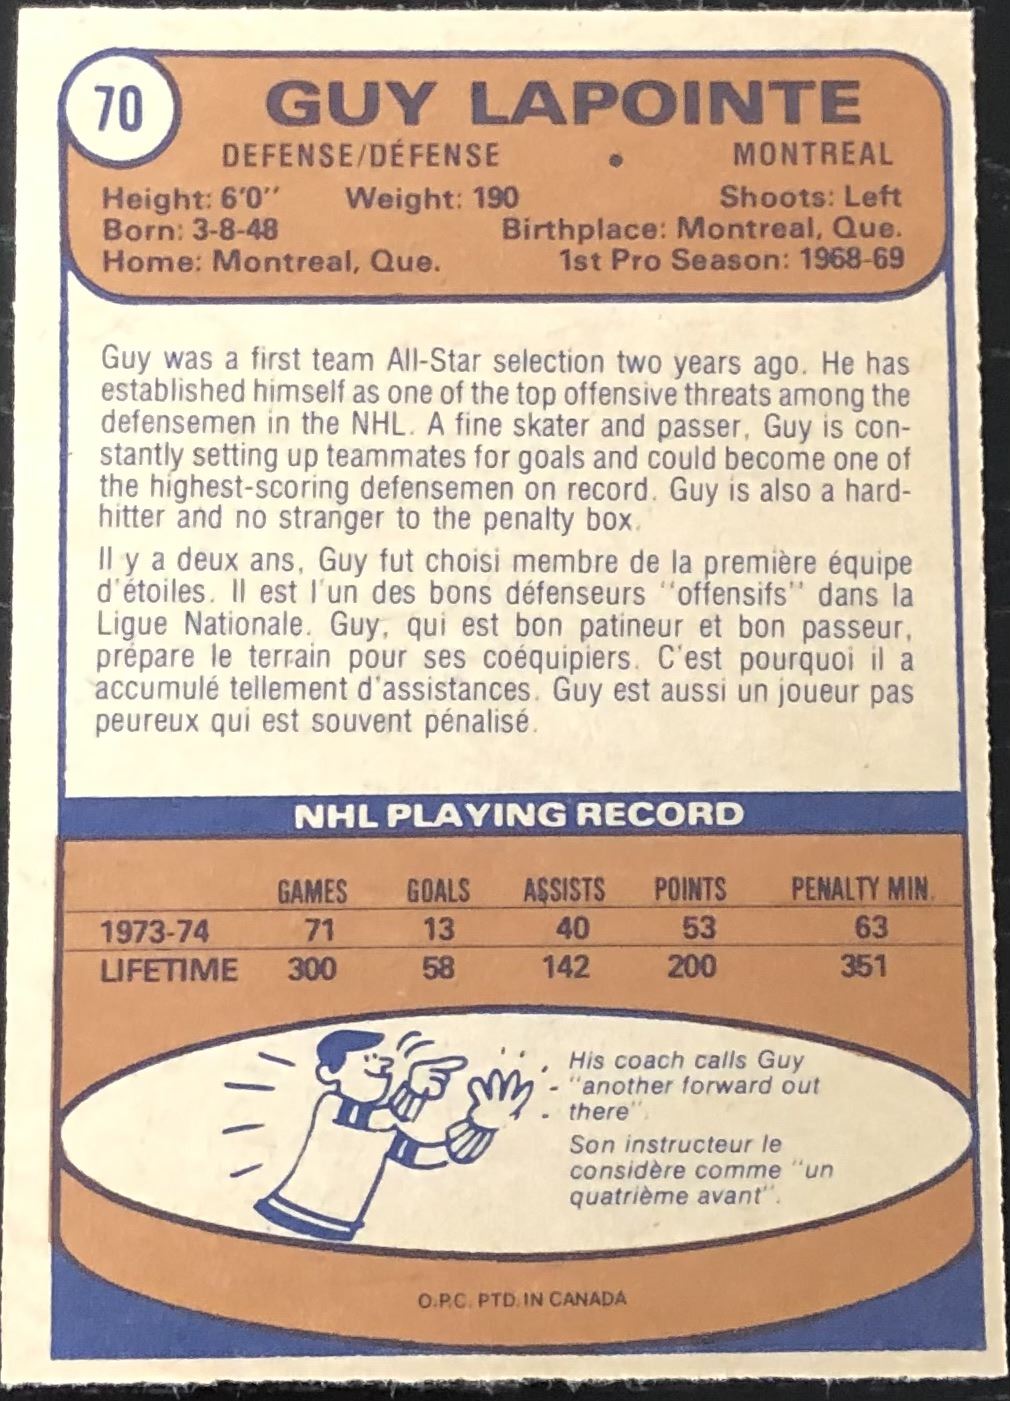 70
GUY LAPOINTE
DEFENSE/DÉFENSE • MONTREAL
Height: 6'0'' Weight: 190 Shoots: Left
Born: 3-8-48 Birthplace: Montreal, Que.
Home: Montreal, Que. 1st Pro Season: 1968-69
Guy was a first team All-Star selection two years ago. He has
established himself as one of the top offensive threats among the
defensemen in the NHL. A fine skater and passer, Guy is con-
stantly setting up teammates for goals and could become one of
the highest-scoring defensemen on record. Guy is also a hard-
hitter and no stranger to the penalty box.
Il y a deux ans, Guy fut choisi membre de la première équipe
d'étoiles. Il est l'un des bons défenseurs "offensifs" dans la
Ligue Nationale. Guy, qui est bon patineur et bon passeur,
prépare le terrain pour ses coéquipiers. C'est pourquoi il a
accumulé tellement d'assistances. Guy est aussi un joueur pas
peureux qui est souvent pénalisé.
NHL PLAYING RECORD
GAMES GOALS ASSISTS POINTS PENALTY MIN.
1973-74 71 13 40 53 63
LIFETIME 300 58 142 200 351
His coach calls Guy
"another forward out
there".
Son instructeur le
considère comme "un
quatrième avant".
O.P.C. PTD. IN CANADA